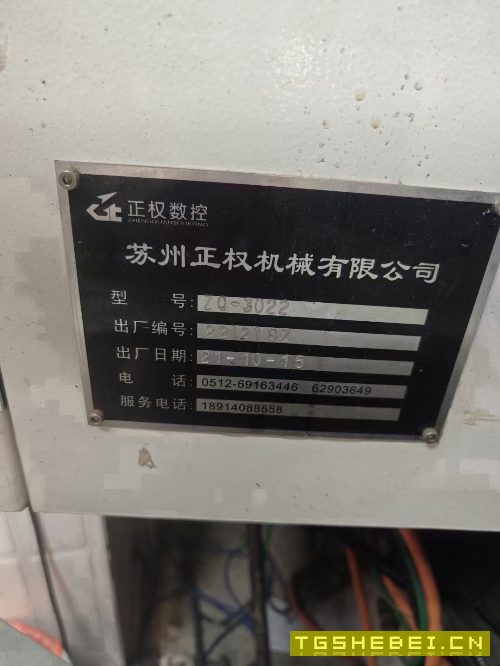 正权数控
ZHENGQUANSHUKONG
苏州正权机械有限公司
型 号: ZQ-3022
出厂编号:
出厂日期: 21-10-15
电 话: 0512-69163446 62903649
服务电话: 18914088558
TGSHEBEI.CN